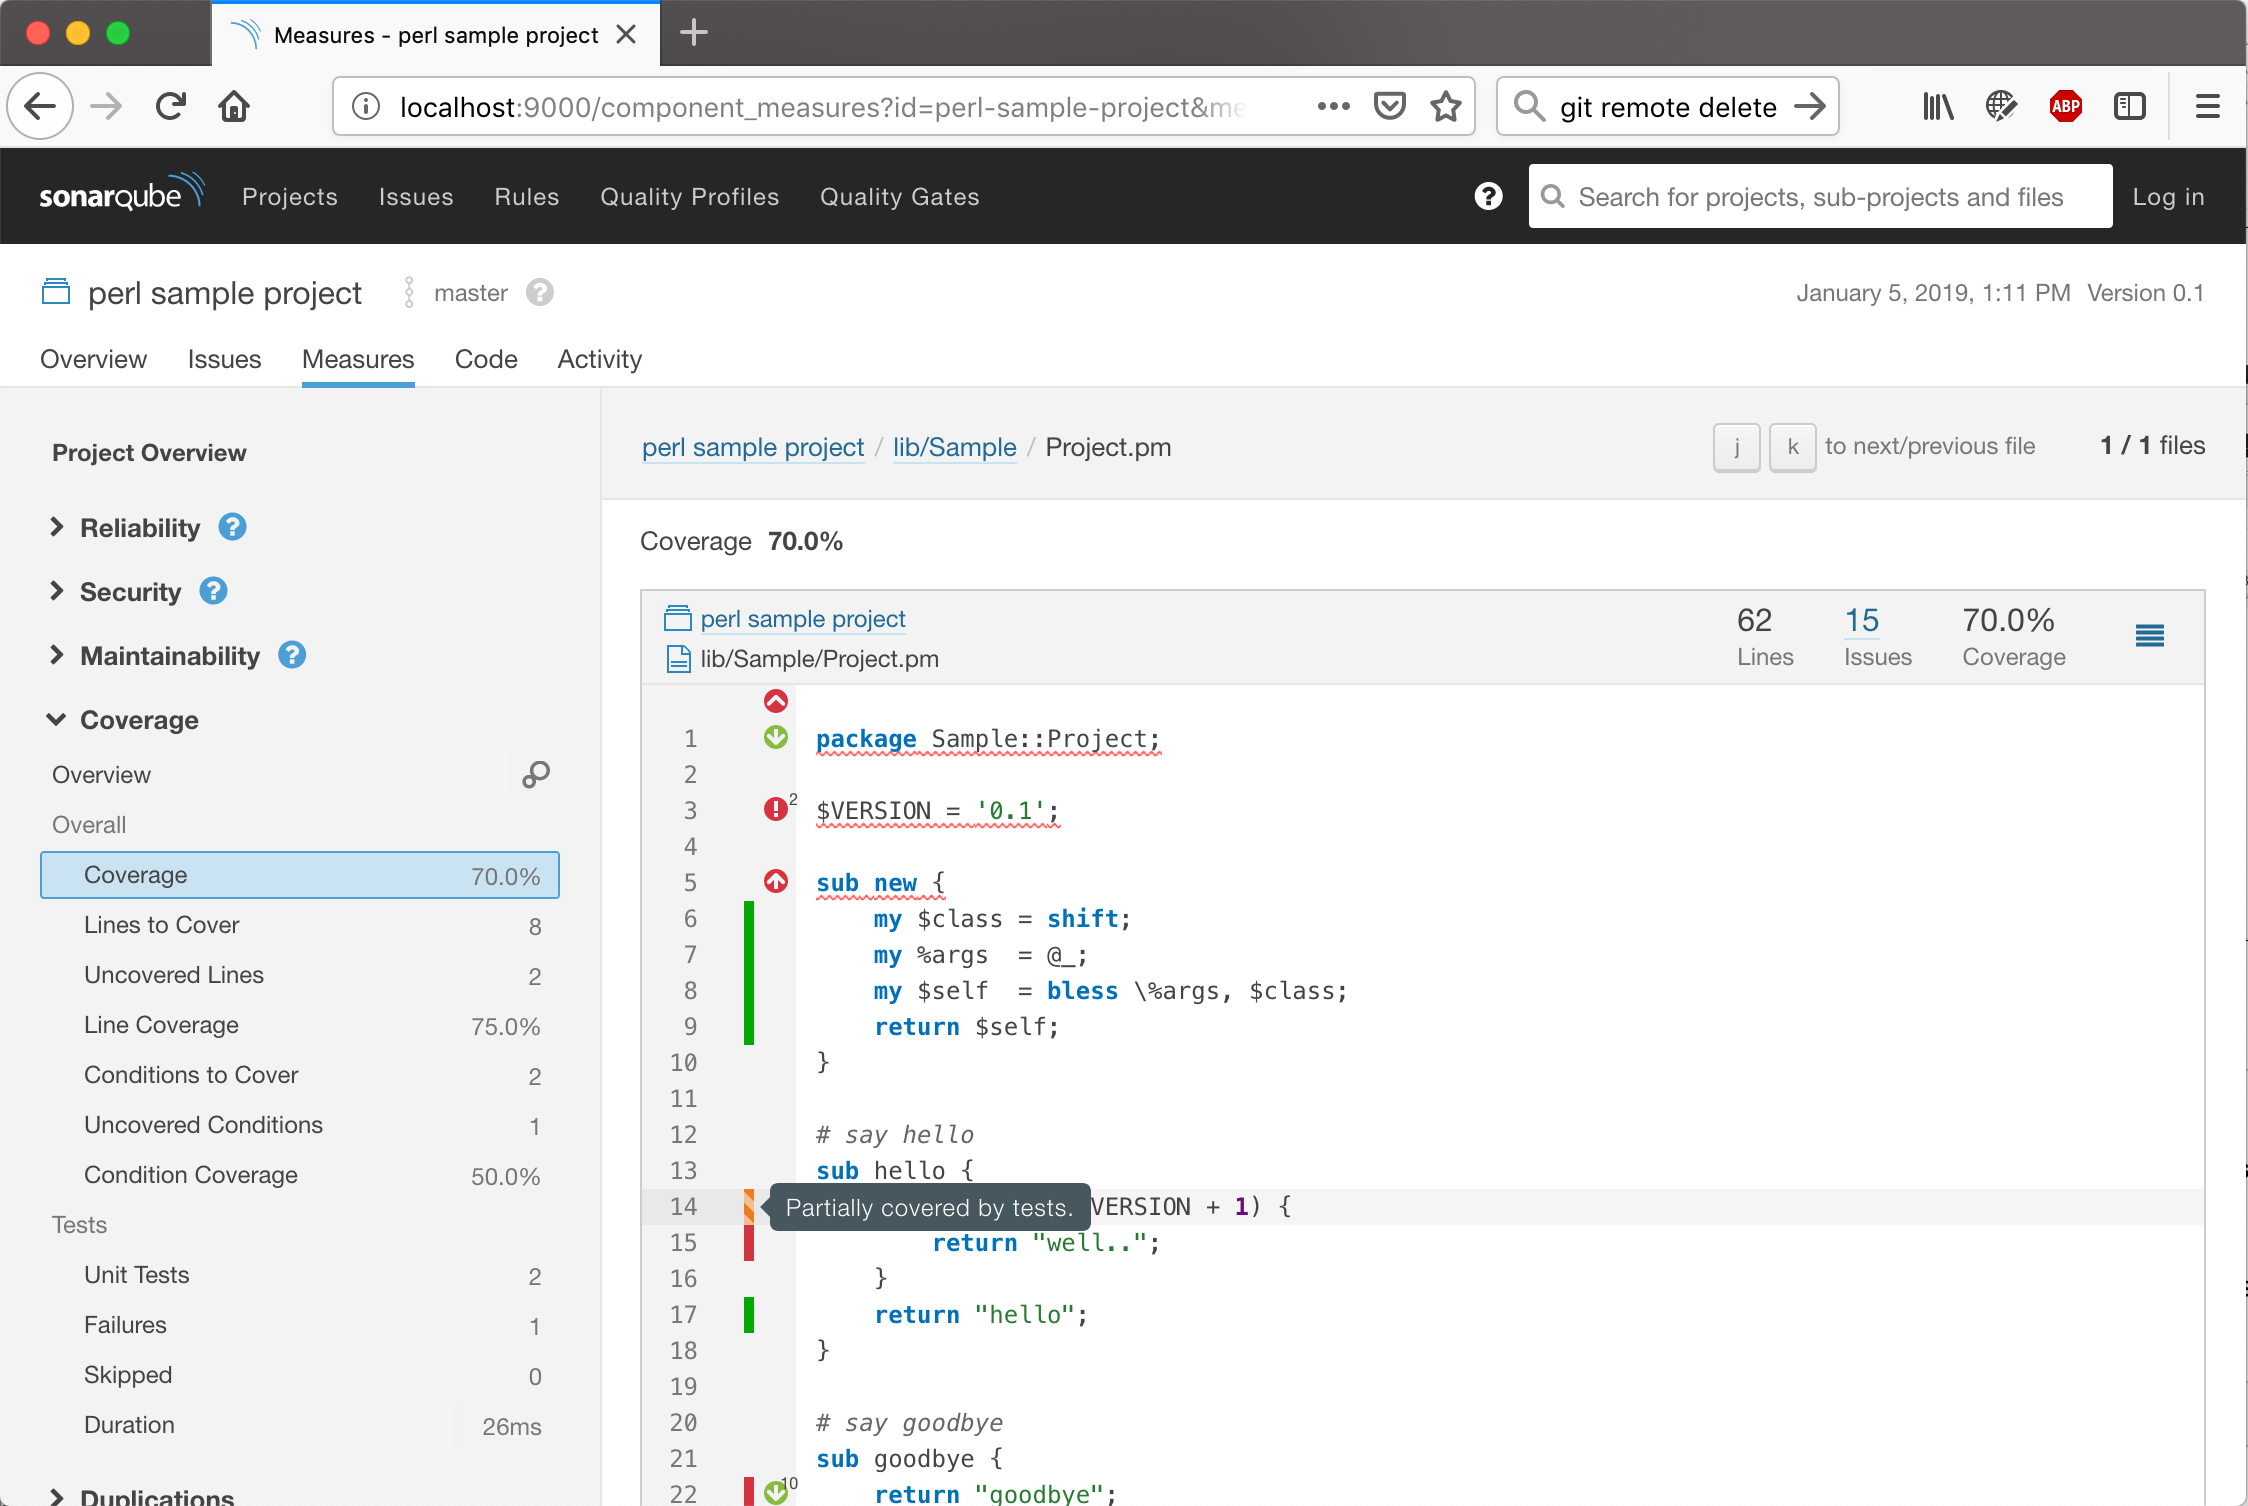 Measures - perl sample project
localhost:9000/component_measures?id=perl-sample-project&me
git remote delete
ABP
sonarqube Projects Issues Rules Quality Profiles Quality Gates
? Search for projects, sub-projects and files Log in
perl sample project master ?
January 5, 2019, 1:11 PM Version 0.1
Overview Issues Measures Code Activity
Project Overview
Reliability ?
Security ?
Maintainability ?
Coverage
Overview
Overall
Coverage 70.0%
Lines to Cover 8
Uncovered Lines 2
Line Coverage 75.0%
Conditions to Cover 2
Uncovered Conditions 1
Condition Coverage 50.0%
Tests
Unit Tests 2
Failures 1
Skipped 0
Duration 26ms
Duplications
perl sample project / lib/Sample / Project.pm
j k to next/previous file 1 / 1 files
Coverage 70.0%
perl sample project
lib/Sample/Project.pm
62 Lines
15 Issues
70.0% Coverage
1 package Sample::Project;
2
3 2 $VERSION = '0.1';
4
5 sub new {
6 my $class = shift;
7 my %args  = @_;
8 my $self  = bless \%args, $class;
9 return $self;
10 }
11
12 # say hello
13 sub hello {
14 Partially covered by tests. VERSION + 1) {
15 return "well..";
16 }
17 return "hello";
18 }
19
20 # say goodbye
21 sub goodbye {
22 10 return "goodbye";